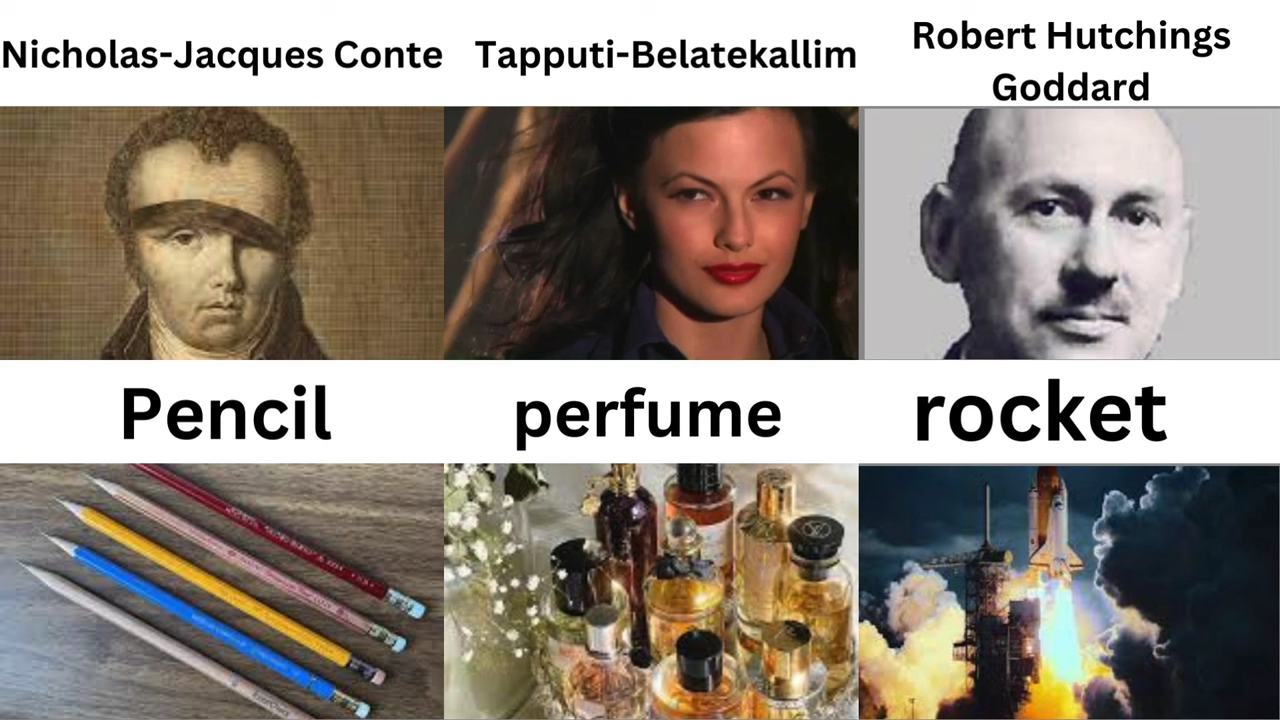 Nicholas-Jacques Conte
Tapputi-Belatekallim
Robert Hutchings
Goddard
Pencil
perfume
rocket